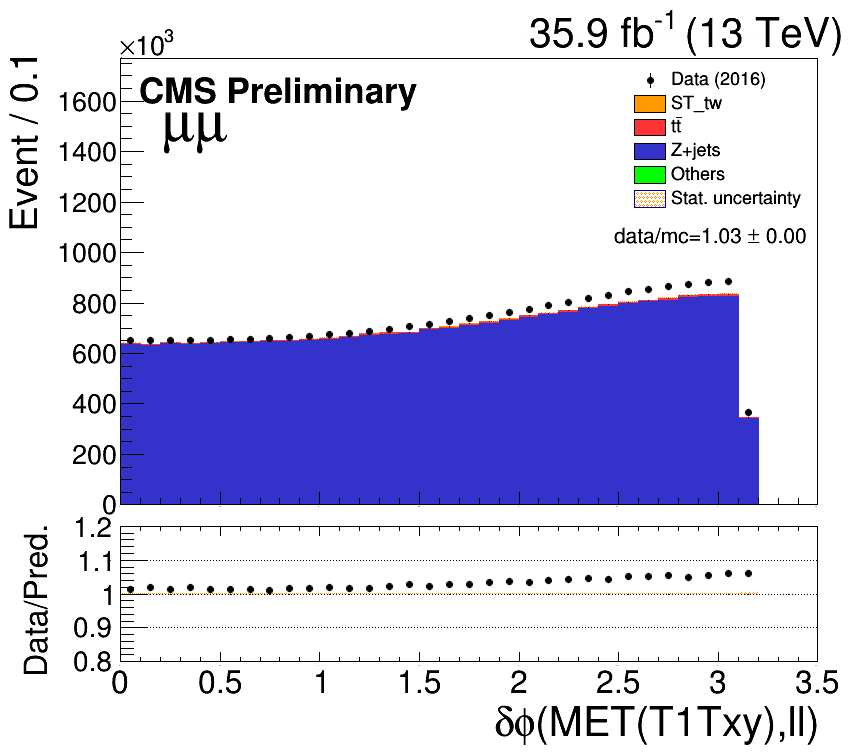 35.9 fb⁻¹ (13 TeV)
×10³
CMS Preliminary
μμ
Data (2016)
ST_tw
tt̄
Z+jets
Others
Stat. uncertainty
data/mc=1.03 ± 0.00
Event / 0.1
1600
1400
1200
1000
800
600
400
200
0
Data/Pred.
1.2
1.1
1
0.9
0.8
0 0.5 1 1.5 2 2.5 3 3.5
δϕ(MET(T1Txy),ll)